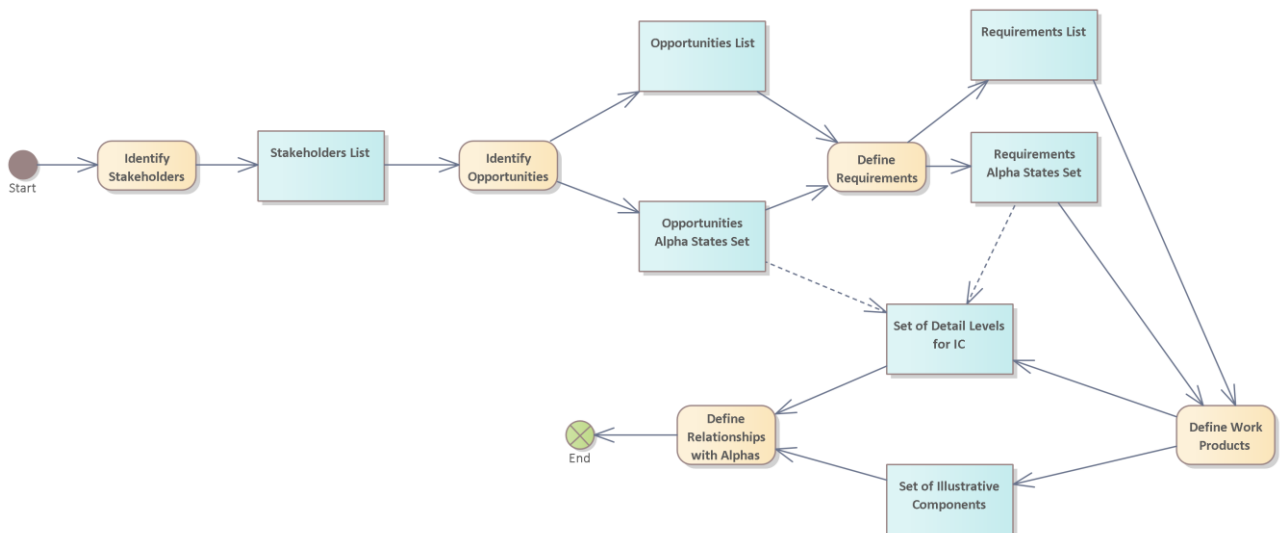 Start
Identify
Stakeholders
Stakeholders List
Identify
Opportunities
Opportunities List
Opportunities
Alpha States Set
Define
Requirements
Requirements List
Requirements
Alpha States Set
Set of Detail Levels
for IC
Define Work
Products
Set of Illustrative
Components
Define
Relationships
with Alphas
End